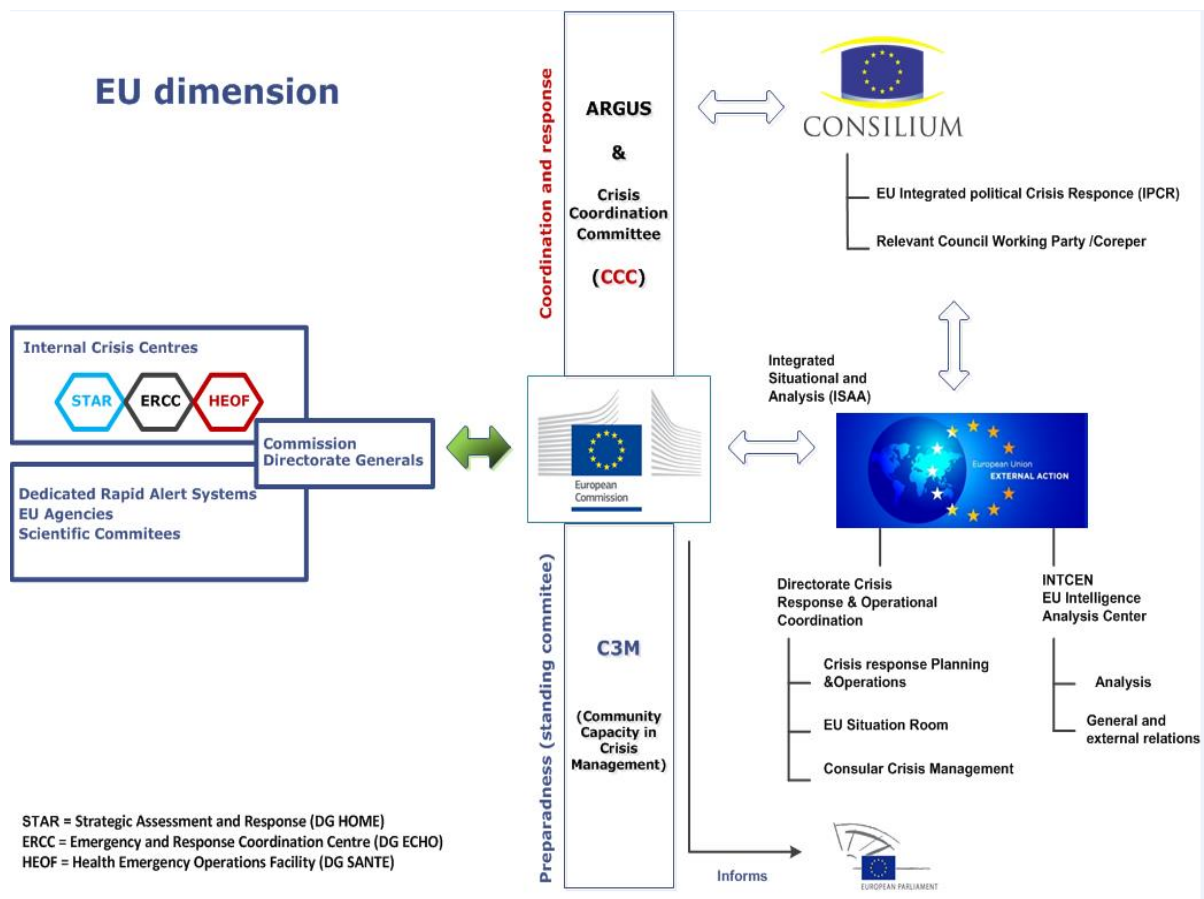 EU dimension
Coordination and response
ARGUS
&
Crisis
Coordination
Committee
(CCC)
CONSILIUM
EU Integrated political Crisis Responce (IPCR)
Relevant Council Working Party /Coreper
Internal Crisis Centres
STAR
ERCC
HEOF
Commission
Directorate Generals
Dedicated Rapid Alert Systems
EU Agencies
Scientific Commitees
European
Commission
Integrated
Situational and
Analysis (ISAA)
European Union
EXTERNAL ACTION
Preparadness (standing commitee)
C3M
(Community
Capacity in
Crisis
Management)
Directorate Crisis
Response & Operational
Coordination
Crisis response Planning
&Operations
EU Situation Room
Consular Crisis Management
INTCEN
EU Intelligence
Analysis Center
Analysis
General and
external relations
STAR = Strategic Assessment and Response (DG HOME)
ERCC = Emergency and Response Coordination Centre (DG ECHO)
HEOF = Health Emergency Operations Facility (DG SANTE)
Informs
EUROPEAN PARLIAMENT